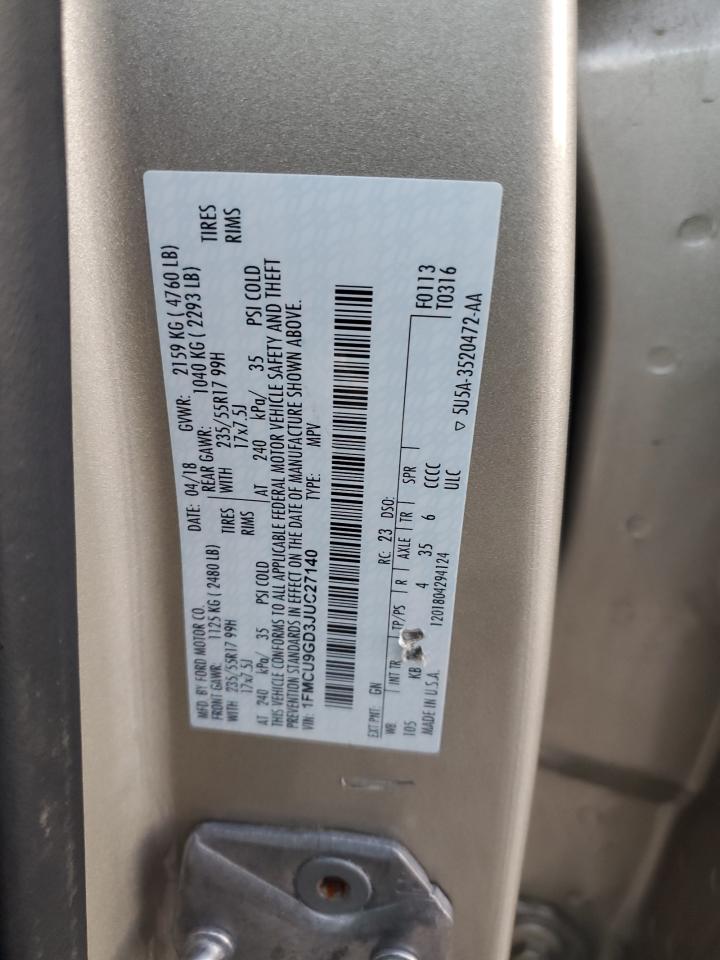 MFD. BY FORD MOTOR CO.
DATE: 04/18 GVWR: 2159 KG ( 4760 LB)
FRONT GAWR: 1125 KG ( 2480 LB) REAR GAWR: 1040 KG ( 2293 LB)
WITH 235/55R17 99H TIRES WITH 235/55R17 99H TIRES
17x7.5J RIMS 17x7.5J RIMS
AT 240 kPa/ 35 PSI COLD AT 240 kPa/ 35 PSI COLD
THIS VEHICLE CONFORMS TO ALL APPLICABLE FEDERAL MOTOR VEHICLE SAFETY AND THEFT
PREVENTION STANDARDS IN EFFECT ON THE DATE OF MANUFACTURE SHOWN ABOVE.
VIN: 1FMCU9GD3JUC27140 TYPE: MPV
EXT PNT: GN RC: 23 DSO:
WB INT TR TP/PS R AXLE TR SPR F0113
105 KB 4 35 6 CCCC T0316
MADE IN U.S.A. 1201804294124 ULC
▽ 5U5A-3520472-AA